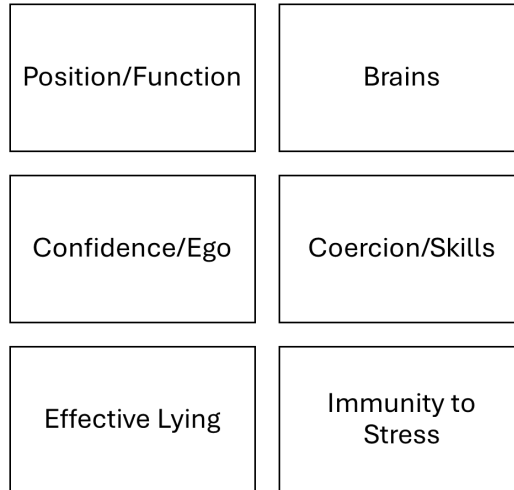 Position/Function
Brains
Confidence/Ego
Coercion/Skills
Effective Lying
Immunity to
Stress